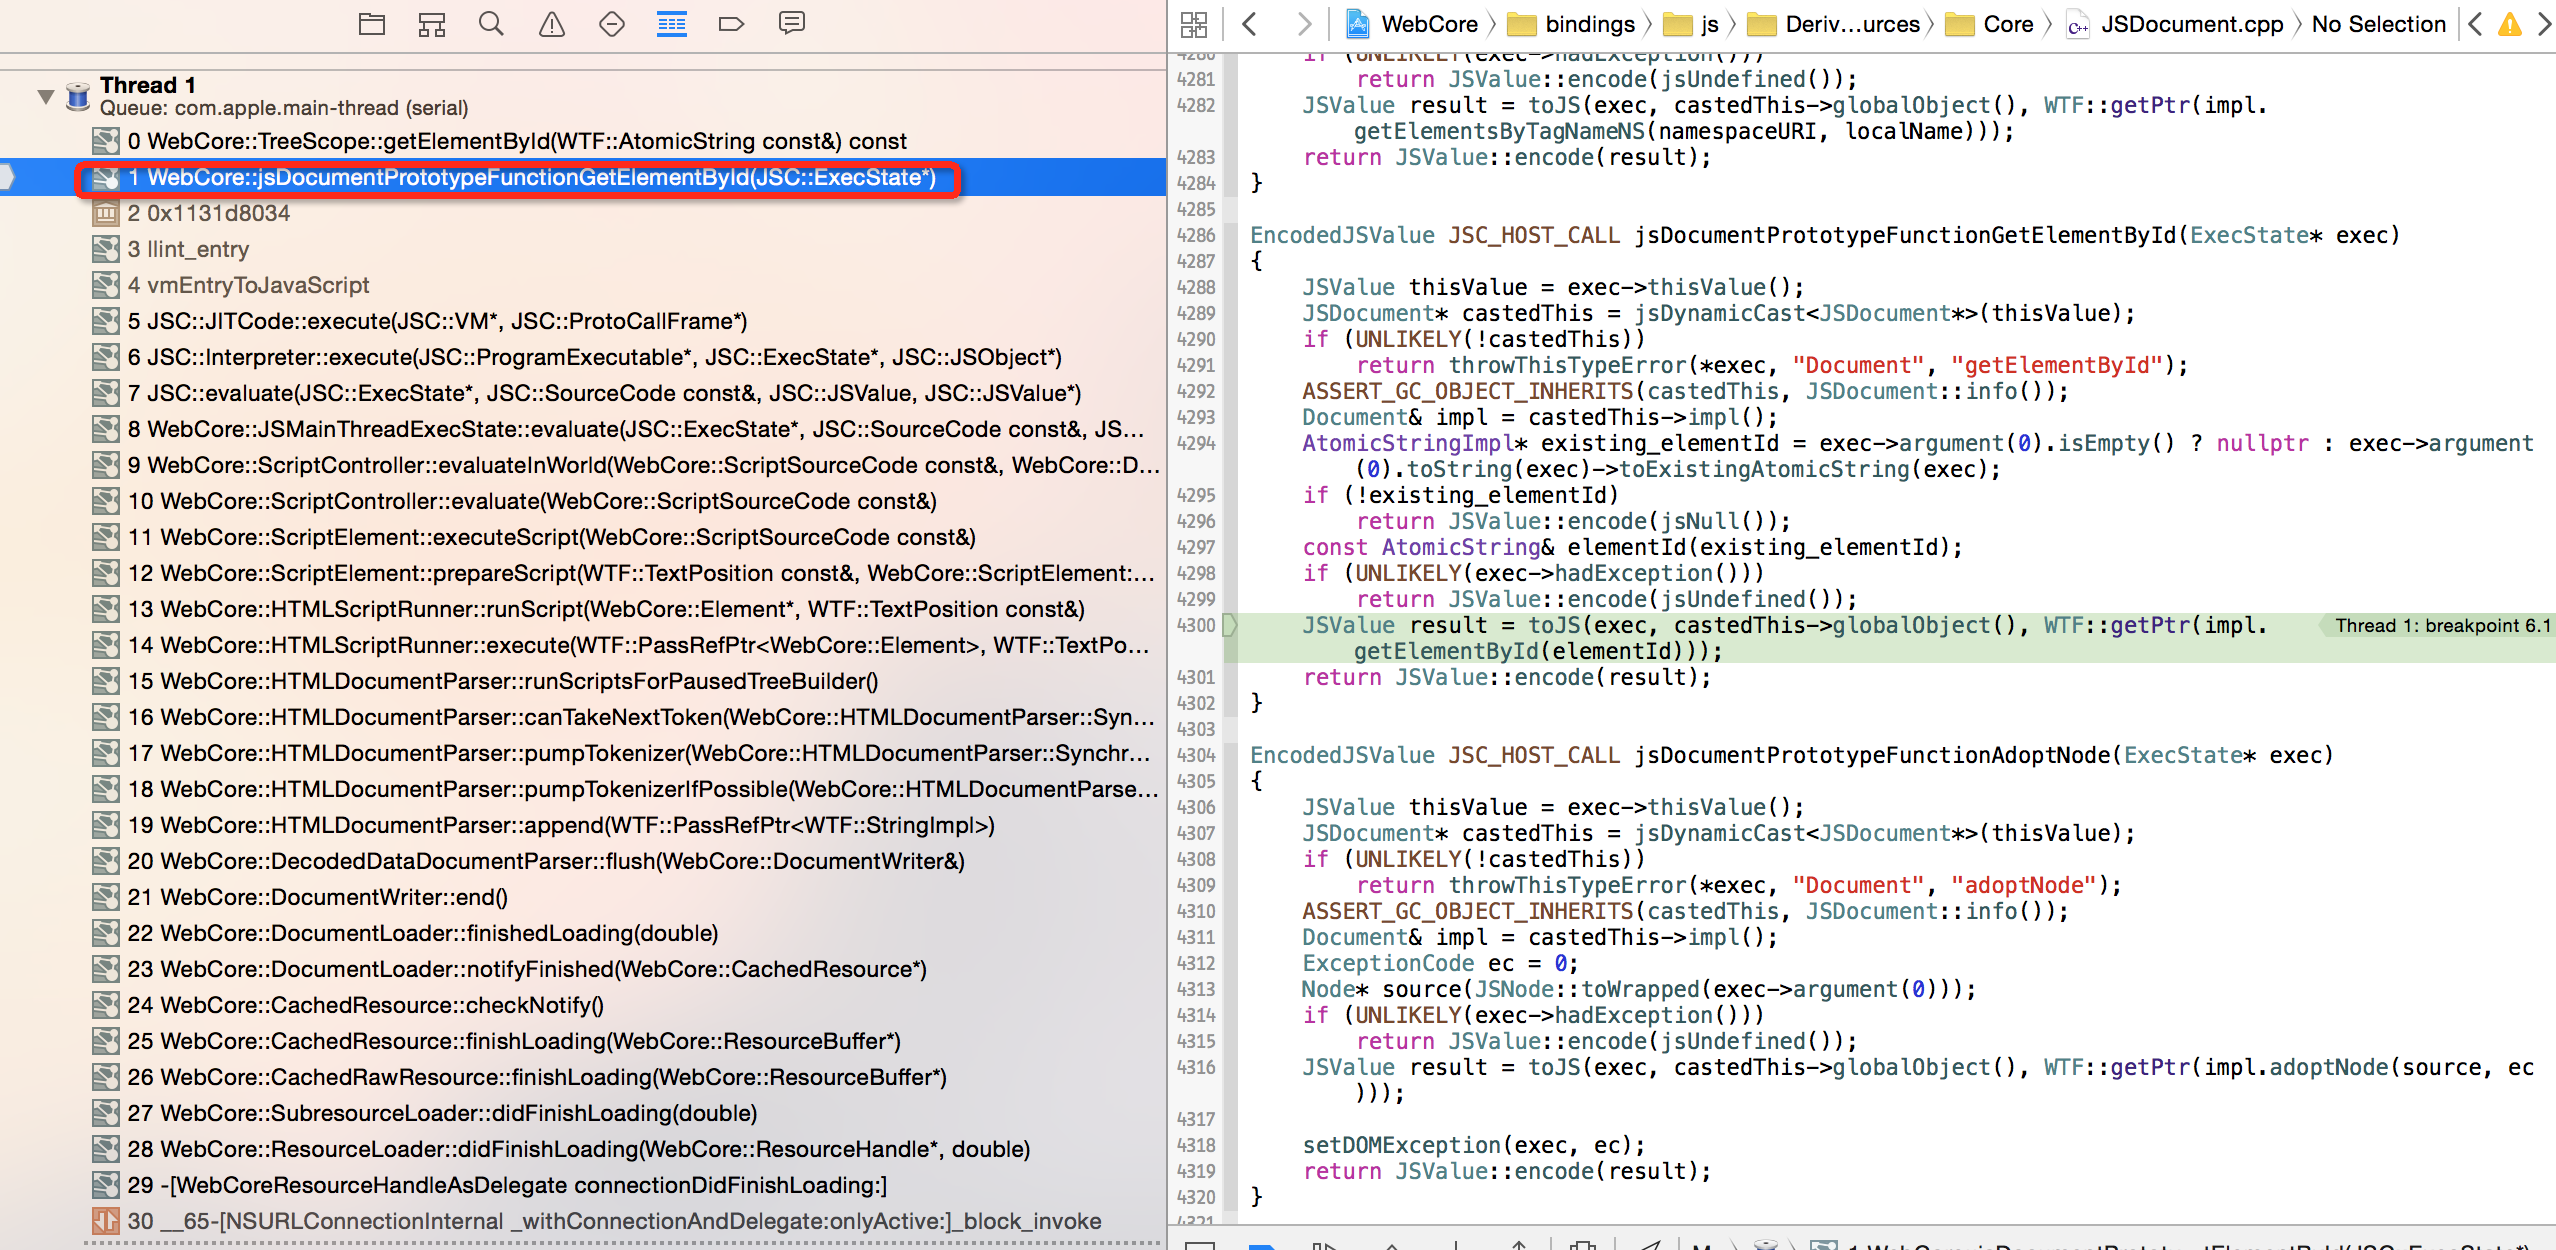 Thread 1
Queue: com.apple.main-thread (serial)
0 WebCore::TreeScope::getElementById(WTF::AtomicString const&) const
1 WebCore::jsDocumentPrototypeFunctionGetElementById(JSC::ExecState*)
2 0x1131d8034
3 llint_entry
4 vmEntryToJavaScript
5 JSC::JITCode::execute(JSC::VM*, JSC::ProtoCallFrame*)
6 JSC::Interpreter::execute(JSC::ProgramExecutable*, JSC::ExecState*, JSC::JSObject*)
7 JSC::evaluate(JSC::ExecState*, JSC::SourceCode const&, JSC::JSValue, JSC::JSValue*)
8 WebCore::JSMainThreadExecState::evaluate(JSC::ExecState*, JSC::SourceCode const&, JS...
9 WebCore::ScriptController::evaluateInWorld(WebCore::ScriptSourceCode const&, WebCore::D...
10 WebCore::ScriptController::evaluate(WebCore::ScriptSourceCode const&)
11 WebCore::ScriptElement::executeScript(WebCore::ScriptSourceCode const&)
12 WebCore::ScriptElement::prepareScript(WTF::TextPosition const&, WebCore::ScriptElement:...
13 WebCore::HTMLScriptRunner::runScript(WebCore::Element*, WTF::TextPosition const&)
14 WebCore::HTMLScriptRunner::execute(WTF::PassRefPtr<WebCore::Element>, WTF::TextPo...
15 WebCore::HTMLDocumentParser::runScriptsForPausedTreeBuilder()
16 WebCore::HTMLDocumentParser::canTakeNextToken(WebCore::HTMLDocumentParser::Syn...
17 WebCore::HTMLDocumentParser::pumpTokenizer(WebCore::HTMLDocumentParser::Synchr...
18 WebCore::HTMLDocumentParser::pumpTokenizerIfPossible(WebCore::HTMLDocumentParse...
19 WebCore::HTMLDocumentParser::append(WTF::PassRefPtr<WTF::StringImpl>)
20 WebCore::DecodedDataDocumentParser::flush(WebCore::DocumentWriter&)
21 WebCore::DocumentWriter::end()
22 WebCore::DocumentLoader::finishedLoading(double)
23 WebCore::DocumentLoader::notifyFinished(WebCore::CachedResource*)
24 WebCore::CachedResource::checkNotify()
25 WebCore::CachedResource::finishLoading(WebCore::ResourceBuffer*)
26 WebCore::CachedRawResource::finishLoading(WebCore::ResourceBuffer*)
27 WebCore::SubresourceLoader::didFinishLoading(double)
28 WebCore::ResourceLoader::didFinishLoading(WebCore::ResourceHandle*, double)
29 -[WebCoreResourceHandleAsDelegate connectionDidFinishLoading:]
30 __65-[NSURLConnectionInternal _withConnectionAndDelegate:onlyActive:]_block_invoke
WebCore bindings js Deriv...urces Core JSDocument.cpp No Selection
4280 if (UNLIKELY(exec->hadException()))
4281 return JSValue::encode(jsUndefined());
4282 JSValue result = toJS(exec, castedThis->globalObject(), WTF::getPtr(impl.
getElementsByTagNameNS(namespaceURI, localName)));
4283 return JSValue::encode(result);
4284 }
4285
4286 EncodedJSValue JSC_HOST_CALL jsDocumentPrototypeFunctionGetElementById(ExecState* exec)
4287 {
4288 JSValue thisValue = exec->thisValue();
4289 JSDocument* castedThis = jsDynamicCast<JSDocument*>(thisValue);
4290 if (UNLIKELY(!castedThis))
4291 return throwThisTypeError(*exec, "Document", "getElementById");
4292 ASSERT_GC_OBJECT_INHERITS(castedThis, JSDocument::info());
4293 Document& impl = castedThis->impl();
4294 AtomicStringImpl* existing_elementId = exec->argument(0).isEmpty() ? nullptr : exec->argument
(0).toString(exec)->toExistingAtomicString(exec);
4295 if (!existing_elementId)
4296 return JSValue::encode(jsNull());
4297 const AtomicString& elementId(existing_elementId);
4298 if (UNLIKELY(exec->hadException()))
4299 return JSValue::encode(jsUndefined());
4300 JSValue result = toJS(exec, castedThis->globalObject(), WTF::getPtr(impl. Thread 1: breakpoint 6.1
getElementById(elementId)));
4301 return JSValue::encode(result);
4302 }
4303
4304 EncodedJSValue JSC_HOST_CALL jsDocumentPrototypeFunctionAdoptNode(ExecState* exec)
4305 {
4306 JSValue thisValue = exec->thisValue();
4307 JSDocument* castedThis = jsDynamicCast<JSDocument*>(thisValue);
4308 if (UNLIKELY(!castedThis))
4309 return throwThisTypeError(*exec, "Document", "adoptNode");
4310 ASSERT_GC_OBJECT_INHERITS(castedThis, JSDocument::info());
4311 Document& impl = castedThis->impl();
4312 ExceptionCode ec = 0;
4313 Node* source(JSNode::toWrapped(exec->argument(0)));
4314 if (UNLIKELY(exec->hadException()))
4315 return JSValue::encode(jsUndefined());
4316 JSValue result = toJS(exec, castedThis->globalObject(), WTF::getPtr(impl.adoptNode(source, ec
)));
4317
4318 setDOMException(exec, ec);
4319 return JSValue::encode(result);
4320 }
4321